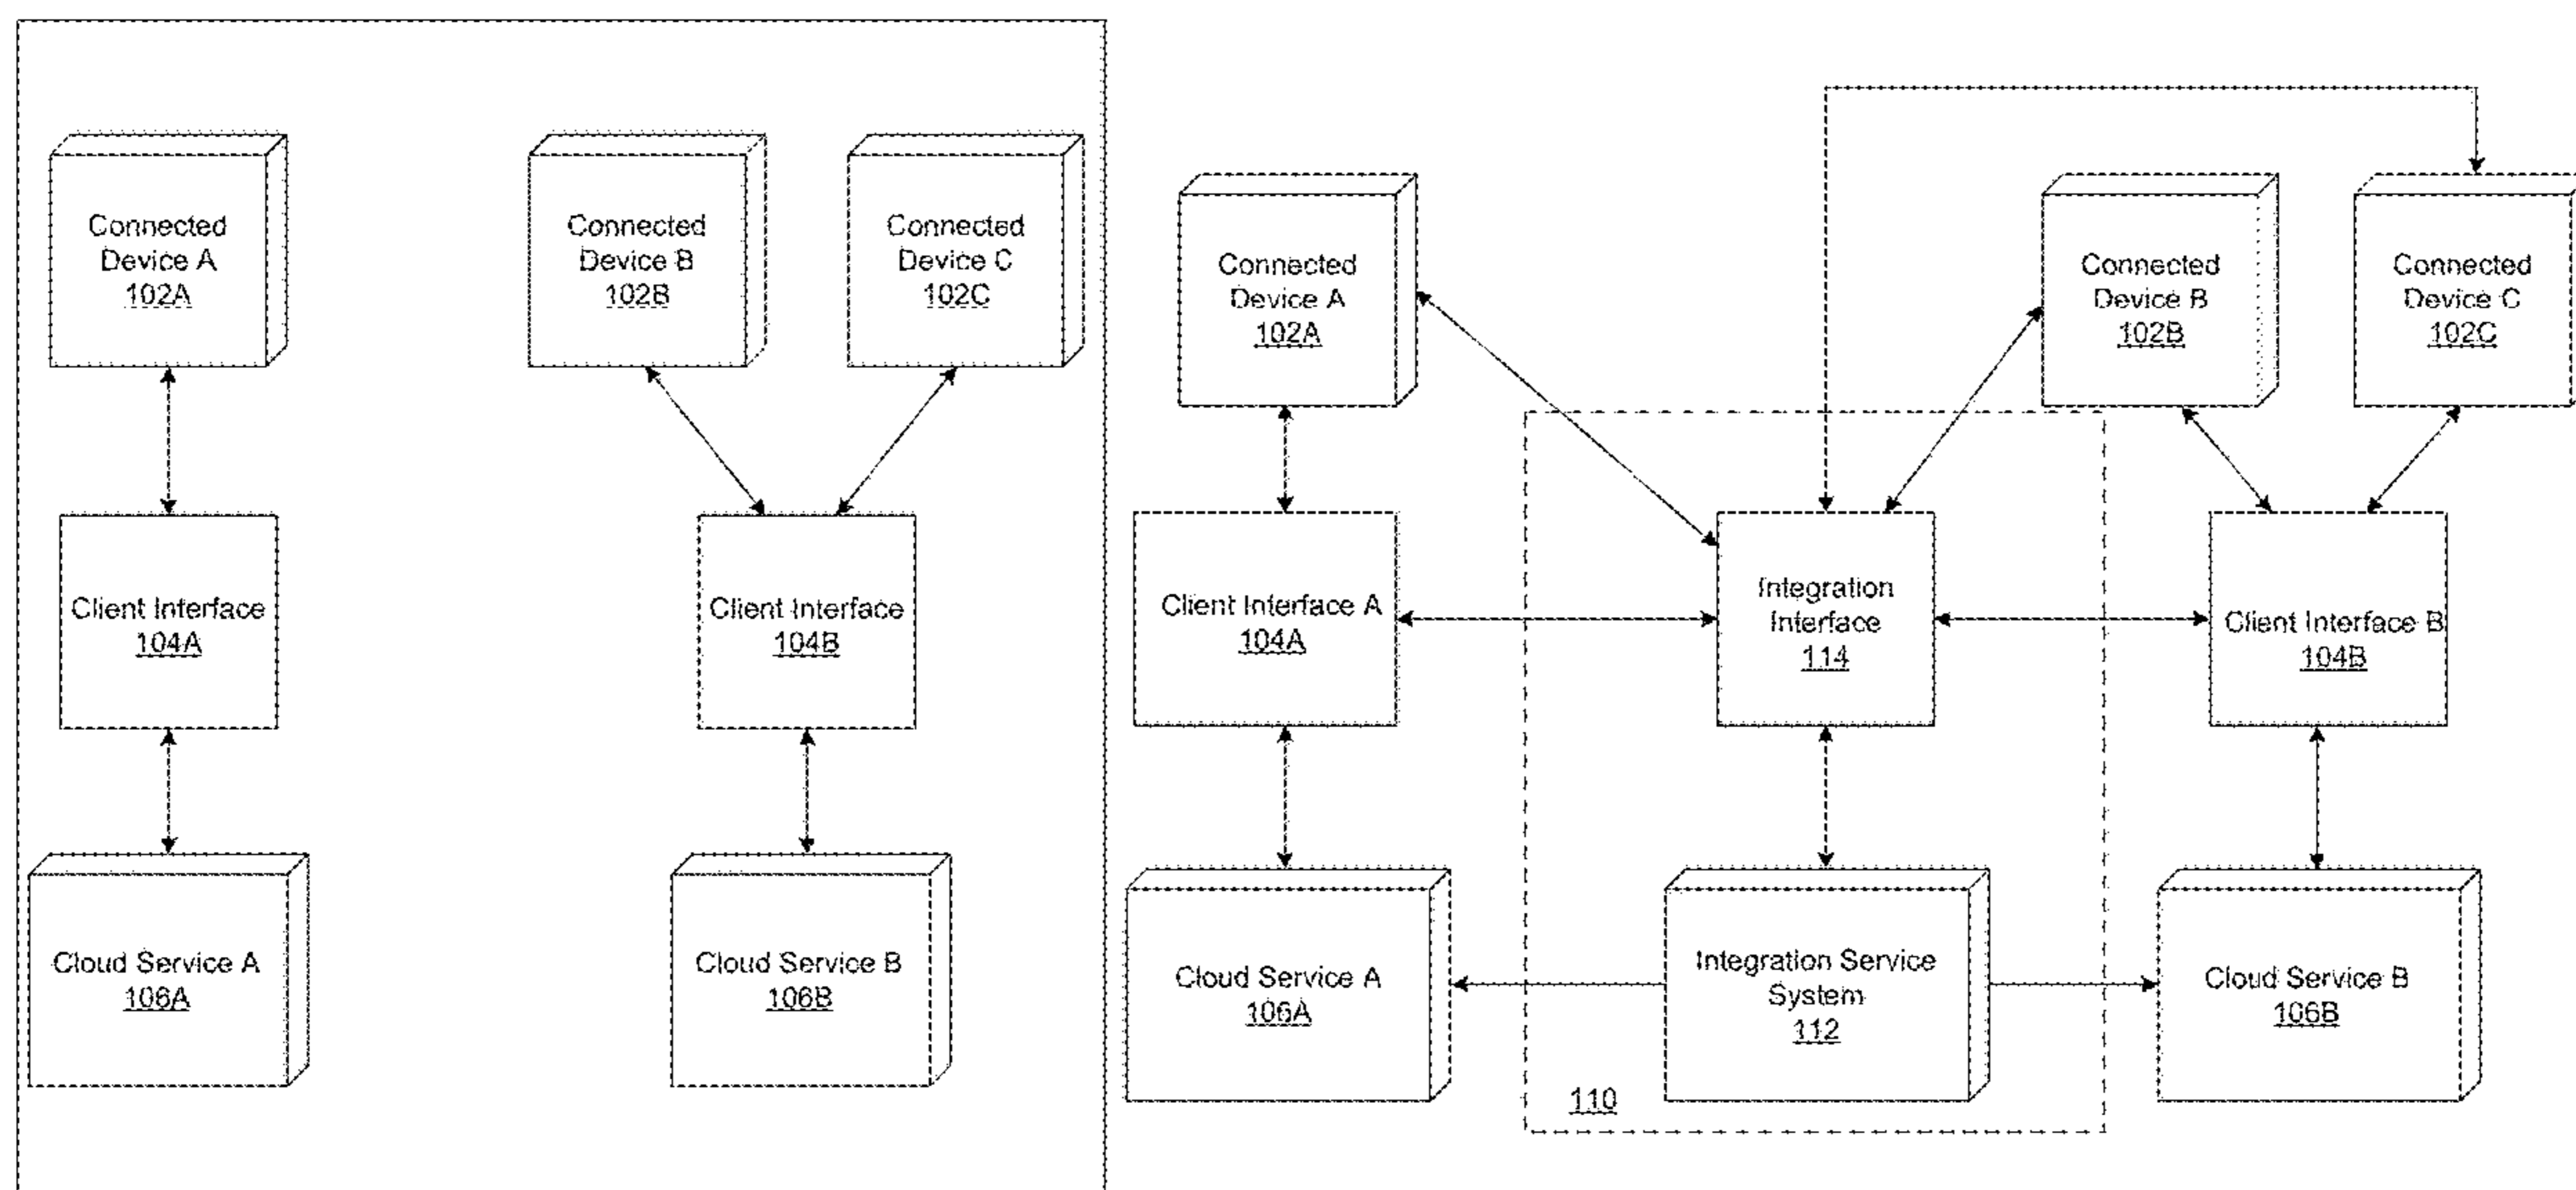 Connected
Device A
102A
Connected
Device B
102B
Connected
Device C
102C
Client Interface
104A
Client Interface
104B
Cloud Service A
106A
Cloud Service B
106B
Connected
Device A
102A
Connected
Device B
102B
Connected
Device C
102C
Client Interface A
104A
Integration
Interface
114
Client Interface B
104B
Cloud Service A
106A
Integration Service
System
112
Cloud Service B
106B
110